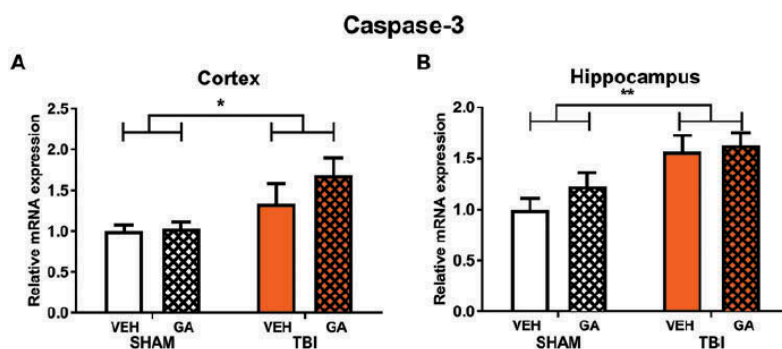 Caspase-3
A
Cortex
Relative mRNA expression
2.5
2.0
1.5
1.0
0.5
0.0
*
VEH GA VEH GA
SHAM TBI
B
Hippocampus
Relative mRNA expression
2.0
1.5
1.0
0.5
0.0
**
VEH GA VEH GA
SHAM TBI